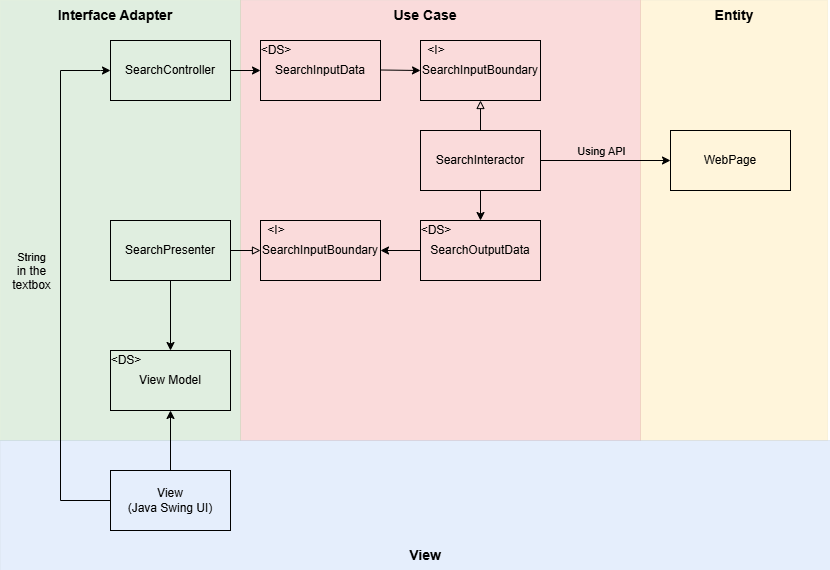 Interface Adapter
Use Case
Entity
SearchController
<DS>
SearchInputData
<I>
SearchInputBoundary
SearchInteractor
Using API
WebPage
SearchPresenter
<I>
SearchInputBoundary
<DS>
SearchOutputData
String
in the
textbox
<DS>
View Model
View
(Java Swing UI)
View